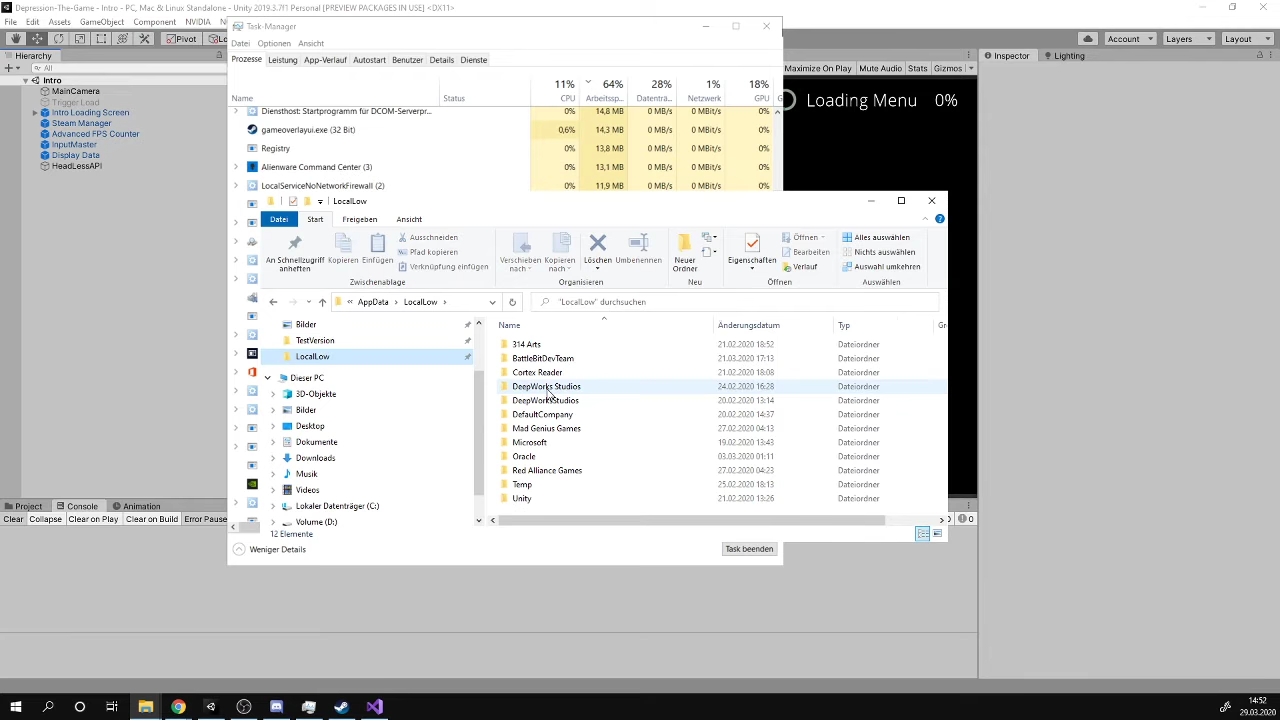 Depression-The-Game - Intro - PC, Mac & Linux Standalone - Unity 2019.3.7f1 Personal [PREVIEW PACKAGES IN USE] <DX11>
File Edit Assets GameObject Component NVIDIA
Pivot
Account Layers Layout
Hierarchy
All
Intro
MainCamera
Trigger Load
Intro Loading Screen
Steam Manager
Advanced FPS Counter
InputMaster
Display Data
HeadLessAPI
Task-Manager
Datei Optionen Ansicht
Prozesse Leistung App-Verlauf Autostart Benutzer Details Dienste
11% 64% 28% 1% 18%
Name Status CPU Arbeitssp... Datenträ... Netzwerk GPU
Diensthost: Startprogramm für DCOM-Serverpr... 0% 14,8 MB 0 MB/s 0 MBit/s 0%
gameoverlayui.exe (32 Bit) 0,6% 14,3 MB 0 MB/s 0 MBit/s 0%
Registry 0% 13,8 MB 0 MB/s 0 MBit/s 0%
Alienware Command Center (3) 0% 13,1 MB 0 MB/s 0 MBit/s 0%
LocalServiceNoNetworkFirewall (2) 0% 11,9 MB 0 MB/s 0 MBit/s 0%
Maximize On Play Mute Audio Stats Gizmos
Loading Menu 0%
Inspector Lighting
LocalLow
Datei Start Freigeben Ansicht
An Schnellzugriff anheften
Kopieren
Einfügen
Ausschneiden
Pfad kopieren
Verknüpfung einfügen
Zwischenablage
Verschieben nach
Kopieren nach
Löschen
Umbenennen
Organisieren
Neuer Ordner
Neu
Eigenschaften
Öffnen
Bearbeiten
Verlauf
Öffnen
Alles auswählen
Nichts auswählen
Auswahl umkehren
Auswählen
AppData LocalLow
"LocalLow" durchsuchen
Bilder
TestVersion
LocalLow
Dieser PC
3D-Objekte
Bilder
Desktop
Dokumente
Downloads
Musik
Videos
Lokaler Datenträger (C:)
Volume (D:)
Name Änderungsdatum Typ
314 Arts 21.02.2020 18:52 Dateiordner
BattleBitDevTeam 21.03.2020 17:13 Dateiordner
Cortex Reader 21.02.2020 18:08 Dateiordner
DeepWorks Studios 24.02.2020 16:28 Dateiordner
DeepWorkStudios 20.02.2020 13:14 Dateiordner
DefaultCompany 20.02.2020 14:37 Dateiordner
Mad Genius Games 27.02.2020 04:13 Dateiordner
Microsoft 19.02.2020 13:43 Dateiordner
Oracle 03.03.2020 01:11 Dateiordner
Red Alliance Games 27.02.2020 04:23 Dateiordner
Temp 25.02.2020 18:13 Dateiordner
Unity 21.02.2020 13:26 Dateiordner
12 Elemente
Weniger Details
Task beenden
Project Console Animation
Clear Collapse Clear on Play Clear on Build Error Pause
0
14:52
29.03.2020